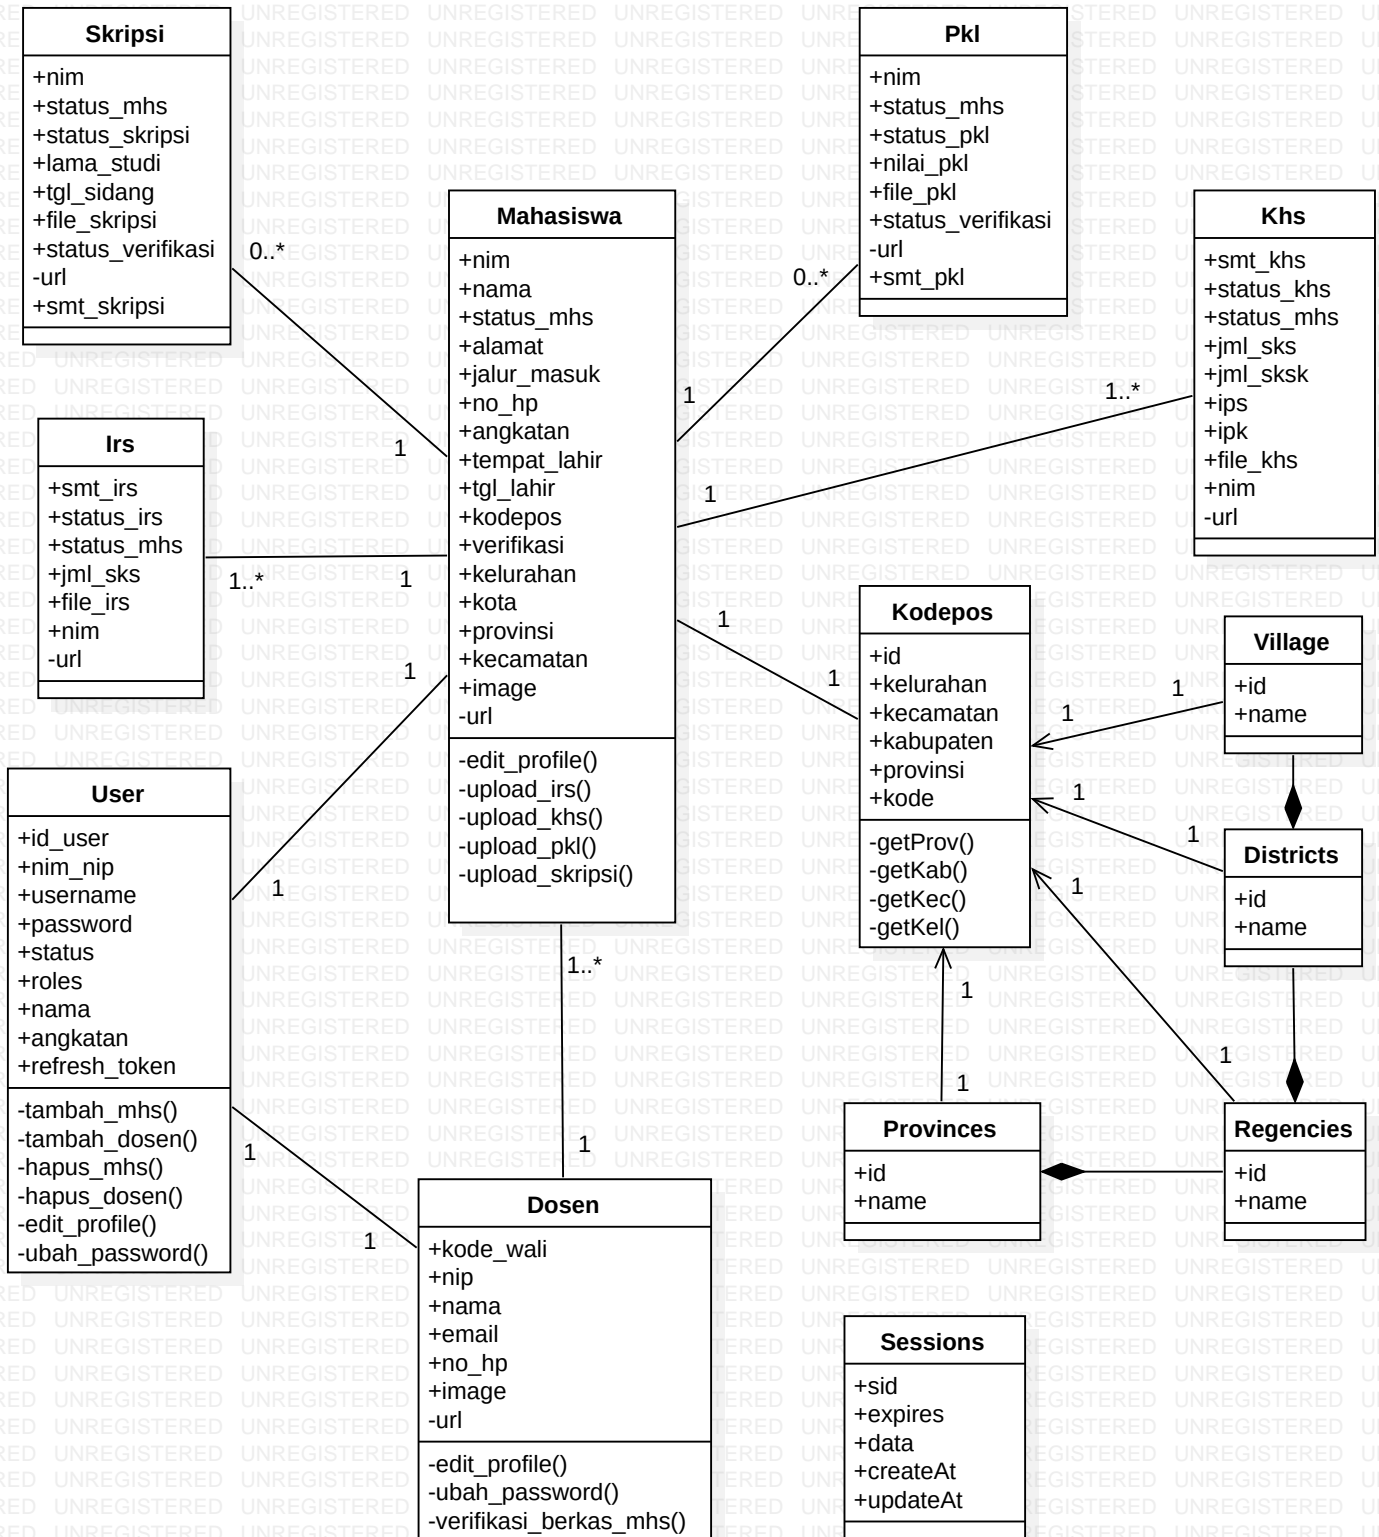 Skripsi
+nim
+status_mhs
+status_skripsi
+lama_studi
+tgl_sidang
+file_skripsi
+status_verifikasi
-url
+smt_skripsi
0..*
1
Pkl
+nim
+status_mhs
+status_pkl
+nilai_pkl
+file_pkl
+status_verifikasi
-url
+smt_pkl
0..*
1
Mahasiswa
+nim
+nama
+status_mhs
+alamat
+jalur_masuk
+no_hp
+angkatan
+tempat_lahir
+tgl_lahir
+kodepos
+verifikasi
+kelurahan
+kota
+provinsi
+kecamatan
+image
-url
-edit_profile()
-upload_irs()
-upload_khs()
-upload_pkl()
-upload_skripsi()
Khs
+smt_khs
+status_khs
+status_mhs
+jml_sks
+jml_sksk
+ips
+ipk
+file_khs
+nim
-url
1..*
1
Irs
+smt_irs
+status_irs
+status_mhs
+jml_sks
+file_irs
+nim
-url
1..*
1
Kodepos
+id
+kelurahan
+kecamatan
+kabupaten
+provinsi
+kode
-getProv()
-getKab()
-getKec()
-getKel()
1
1
Village
+id
+name
1
1
Districts
+id
+name
1
1
User
+id_user
+nim_nip
+username
+password
+status
+roles
+nama
+angkatan
+refresh_token
-tambah_mhs()
-tambah_dosen()
-hapus_mhs()
-hapus_dosen()
-edit_profile()
-ubah_password()
1
1
1
1
1..*
1
Provinces
+id
+name
1
1
Regencies
+id
+name
1
1
Dosen
+kode_wali
+nip
+nama
+email
+no_hp
+image
-url
-edit_profile()
-ubah_password()
-verifikasi_berkas_mhs()
Sessions
+sid
+expires
+data
+createAt
+updateAt
UNREGISTERED